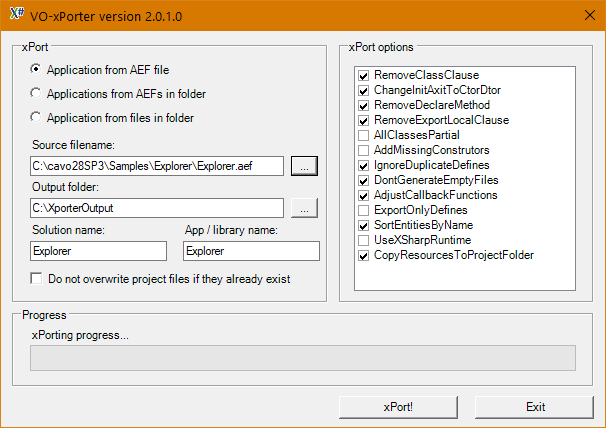 X# VO-xPorter version 2.0.1.0
xPort
Application from AEF file
Applications from AEFs in folder
Application from files in folder
Source filename:
C:\cavo28SP3\Samples\Explorer\Explorer.aef
...
Output folder:
C:\XporterOutput
...
Solution name:
App / library name:
Explorer
Explorer
Do not overwrite project files if they already exist
xPort options
RemoveClassClause
ChangeInitAxitToCtorDtor
RemoveDeclareMethod
RemoveExportLocalClause
AllClassesPartial
AddMissingConstrutors
IgnoreDuplicateDefines
DontGenerateEmptyFiles
AdjustCallbackFunctions
ExportOnlyDefines
SortEntitiesByName
UseXSharpRuntime
CopyResourcesToProjectFolder
Progress
xPorting progress...
xPort!
Exit